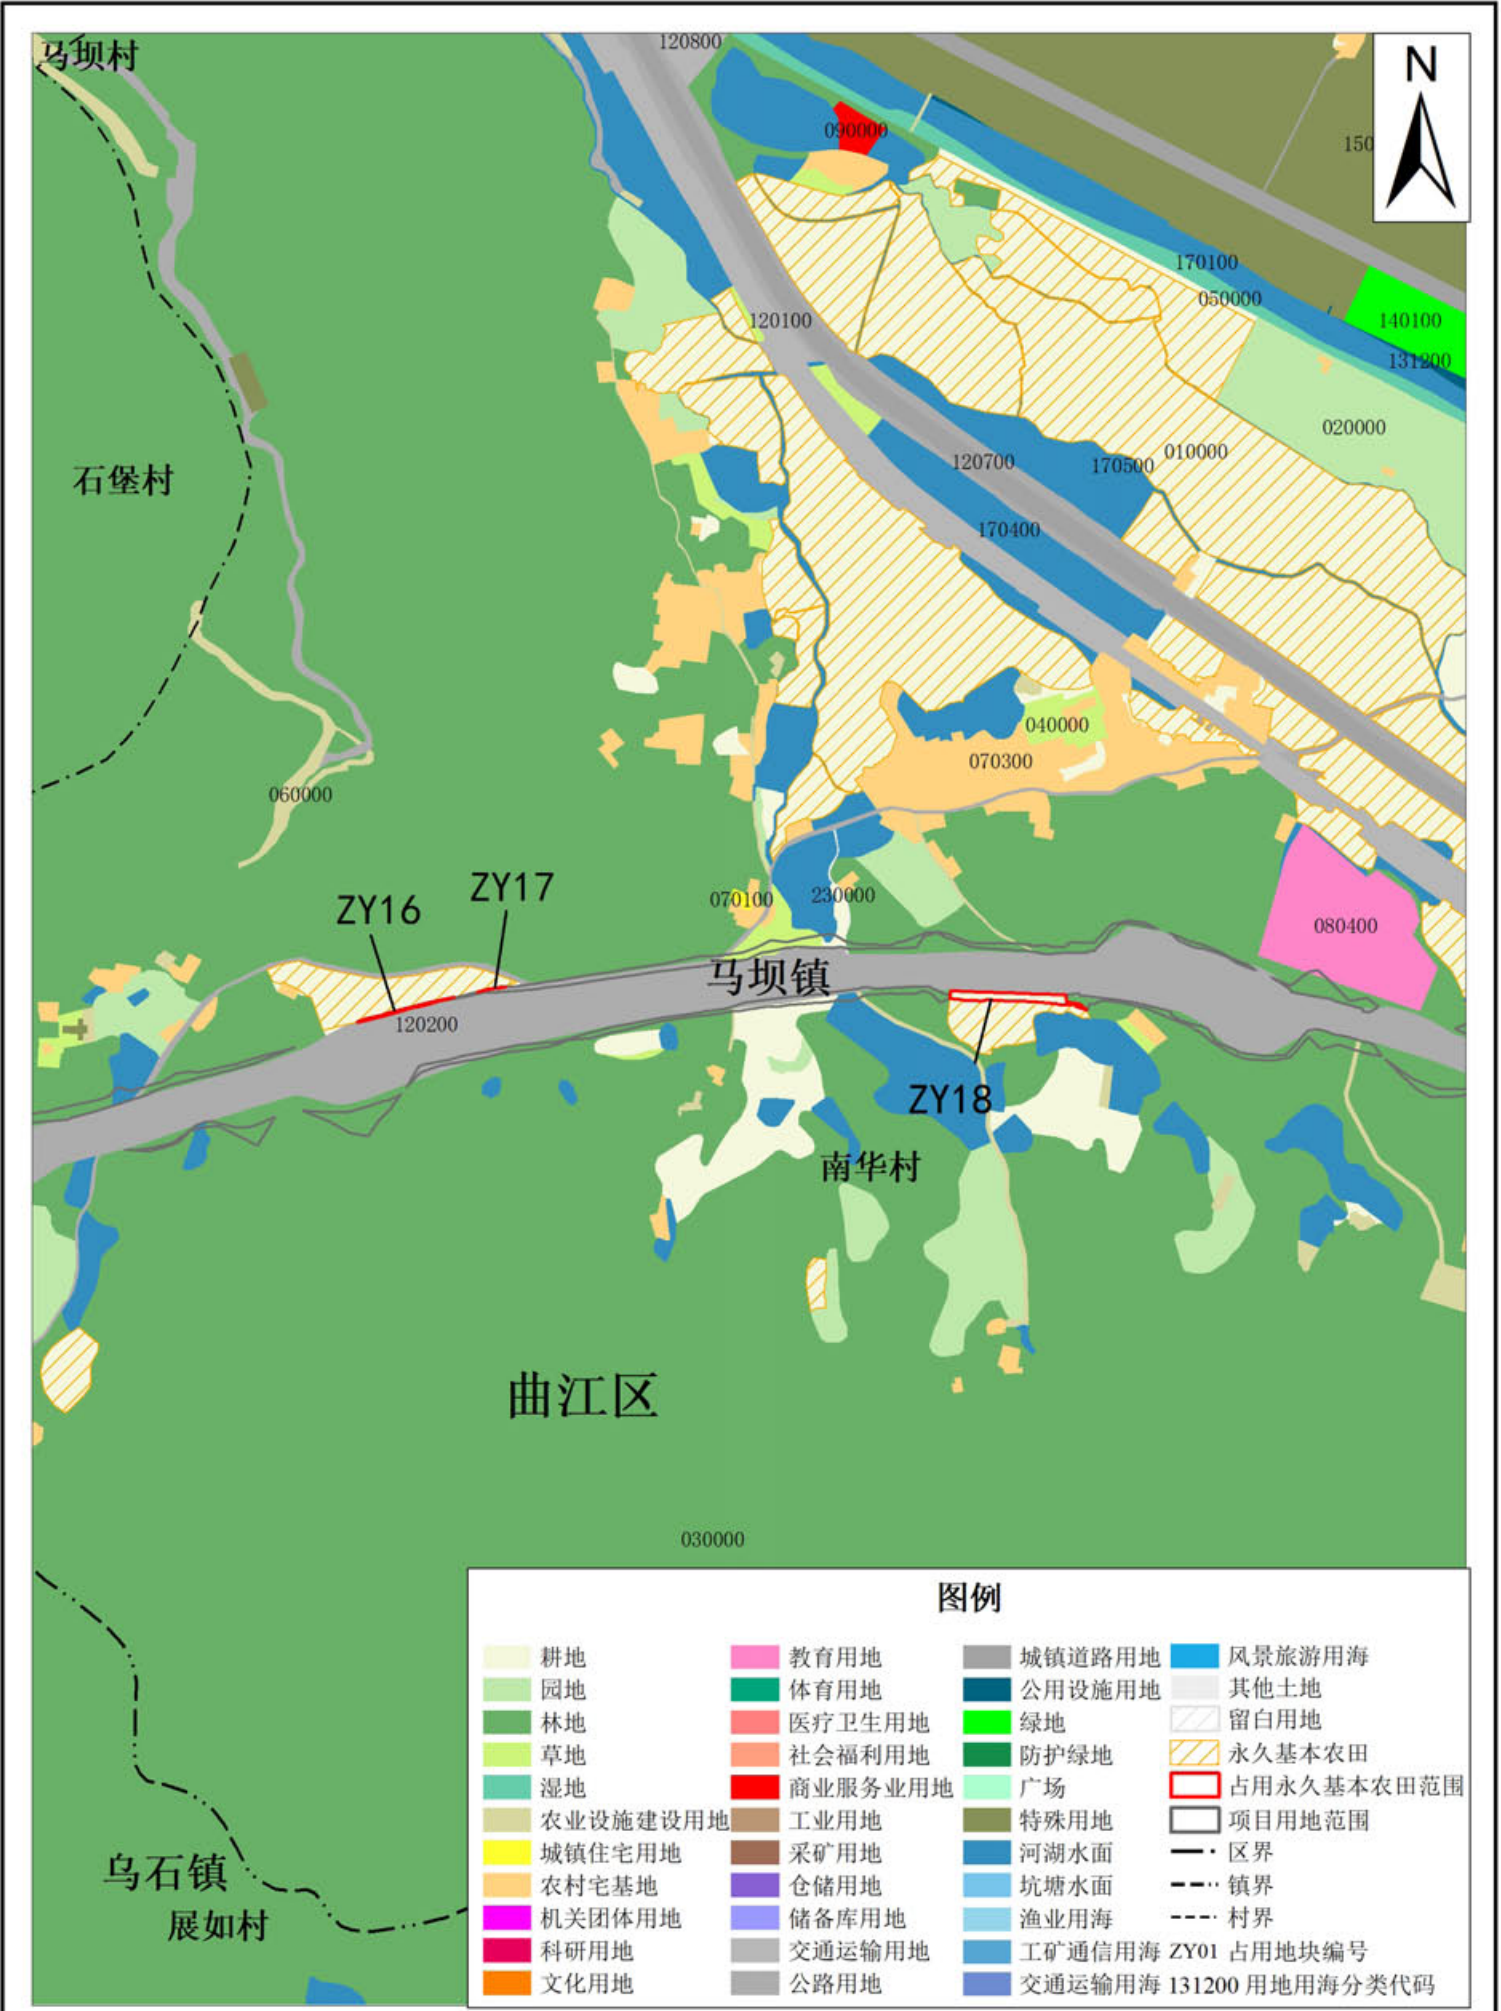 马坝村
120800
N
090000
150
170100
050000
120100
140100
131200
020000
010000
120700
170500
石堡村
170400
040000
070300
060000
ZY17
ZY16
070100
230000
080400
马坝镇
120200
ZY18
南华村
曲江区
030000
乌石镇
展如村
图例
耕地
园地
林地
草地
湿地
农业设施建设用地
城镇住宅用地
农村宅基地
机关团体用地
科研用地
文化用地
教育用地
体育用地
医疗卫生用地
社会福利用地
商业服务业用地
工业用地
采矿用地
仓储用地
储备库用地
交通运输用地
公路用地
城镇道路用地
公用设施用地
绿地
防护绿地
广场
特殊用地
河湖水面
坑塘水面
渔业用海
工矿通信用海
交通运输用海
风景旅游用海
其他土地
留白用地
永久基本农田
占用永久基本农田范围
项目用地范围
区界
镇界
村界
ZY01 占用地块编号
131200 用地用海分类代码